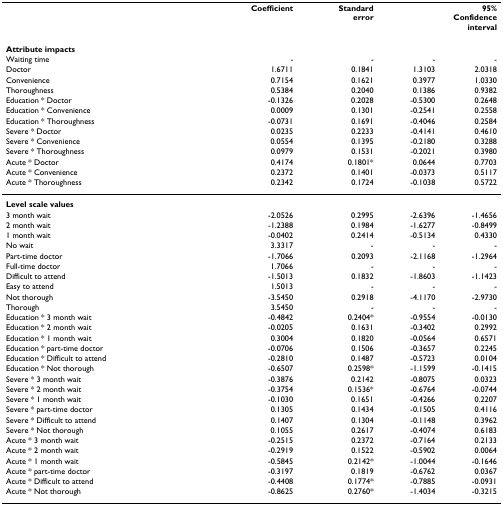 Coefficient Standard error 95% Confidence interval
Attribute impacts
Waiting time - - - -
Doctor 1.6711 0.1841 1.3103 2.0318
Convenience 0.7154 0.1621 0.3977 1.0330
Thoroughness 0.5384 0.2040 0.1386 0.9382
Education * Doctor -0.1326 0.2028 -0.5300 0.2648
Education * Convenience 0.0009 0.1301 -0.2541 0.2558
Education * Thoroughness -0.0731 0.1691 -0.4046 0.2584
Severe * Doctor 0.0235 0.2233 -0.4141 0.4610
Severe * Convenience 0.0554 0.1395 -0.2180 0.3288
Severe * Thoroughness 0.0979 0.1531 -0.2021 0.3980
Acute * Doctor 0.4174 0.1801* 0.0644 0.7703
Acute * Convenience 0.2372 0.1401 -0.0373 0.5117
Acute * Thoroughness 0.2342 0.1724 -0.1038 0.5722
Level scale values
3 month wait -2.0526 0.2995 -2.6396 -1.4656
2 month wait -1.2388 0.1984 -1.6277 -0.8499
1 month wait -0.0402 0.2414 -0.5134 0.4330
No wait 3.3317 - - -
Part-time doctor -1.7066 0.2093 -2.1168 -1.2964
Full-time doctor 1.7066 - - -
Difficult to attend -1.5013 0.1832 -1.8603 -1.1423
Easy to attend 1.5013 - - -
Not thorough -3.5450 0.2918 -4.1170 -2.9730
Thorough 3.5450 - - -
Education * 3 month wait -0.4842 0.2404* -0.9554 -0.0130
Education * 2 month wait -0.0205 0.1631 -0.3402 0.2992
Education * 1 month wait 0.3004 0.1820 -0.0564 0.6571
Education * part-time doctor -0.0706 0.1506 -0.3657 0.2245
Education * Difficult to attend -0.2810 0.1487 -0.5723 0.0104
Education * Not thorough -0.6507 0.2598* -1.1599 -0.1415
Severe * 3 month wait -0.3876 0.2142 -0.8075 0.0323
Severe * 2 month wait -0.3754 0.1536* -0.6764 -0.0744
Severe * 1 month wait -0.1030 0.1651 -0.4266 0.2207
Severe * part-time doctor 0.1305 0.1434 -0.1505 0.4116
Severe * Difficult to attend 0.1407 0.1304 -0.1148 0.3962
Severe * Not thorough 0.1055 0.2617 -0.4074 0.6183
Acute * 3 month wait -0.2515 0.2372 -0.7164 0.2133
Acute * 2 month wait -0.2919 0.1522 -0.5902 0.0064
Acute * 1 month wait -0.5845 0.2142* -1.0044 -0.1646
Acute * part-time doctor -0.3197 0.1819 -0.6762 0.0367
Acute * Difficult to attend -0.4408 0.1774* -0.7885 -0.0931
Acute * Not thorough -0.8625 0.2760* -1.4034 -0.3215